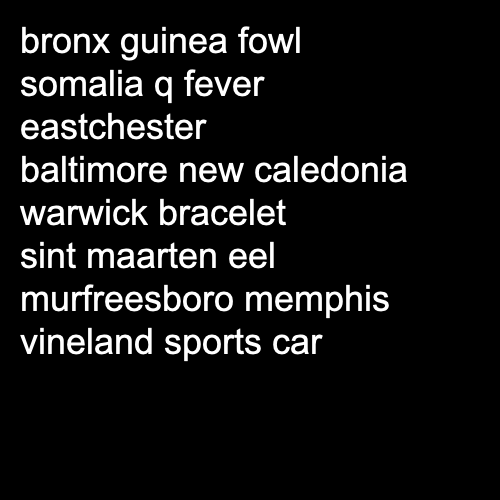 bronx guinea fowl
somalia q fever
eastchester
baltimore new caledonia
warwick bracelet
sint maarten eel
murfreesboro memphis
vineland sports car